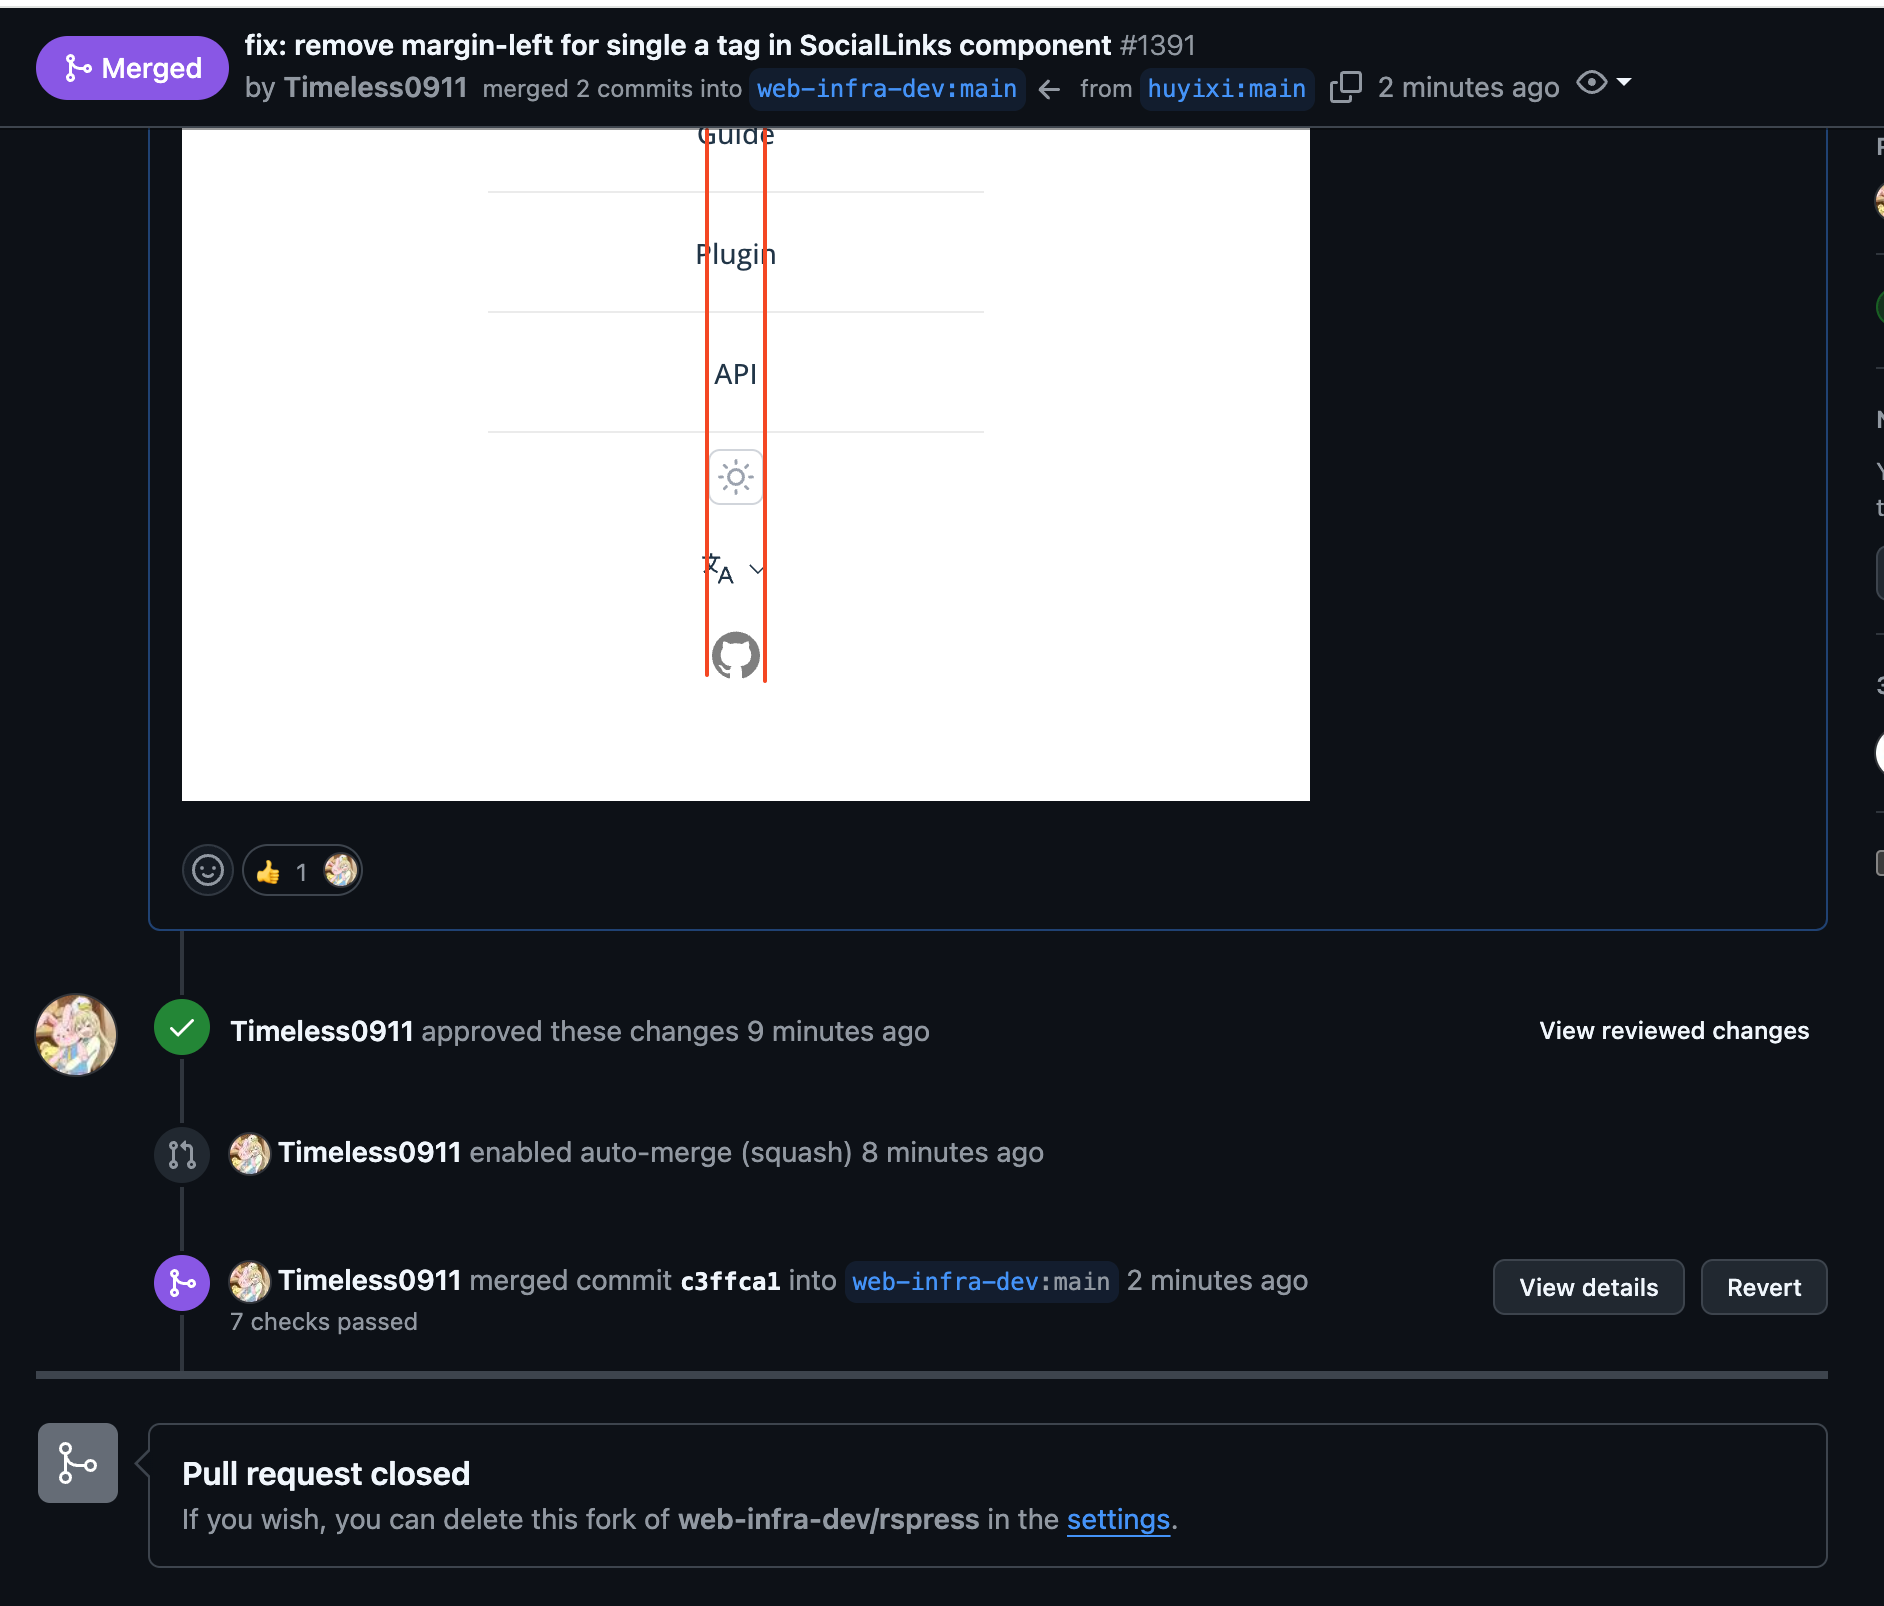 Merged
fix: remove margin-left for single a tag in SocialLinks component #1391
by Timeless0911 merged 2 commits into web-infra-dev:main ← from huyixi:main 2 minutes ago
Guide
Plugin
API
文A
👍 1
Timeless0911 approved these changes 9 minutes ago
View reviewed changes
Timeless0911 enabled auto-merge (squash) 8 minutes ago
Timeless0911 merged commit c3ffca1 into web-infra-dev:main 2 minutes ago
View details
Revert
7 checks passed
Pull request closed
If you wish, you can delete this fork of web-infra-dev/rspress in the settings.